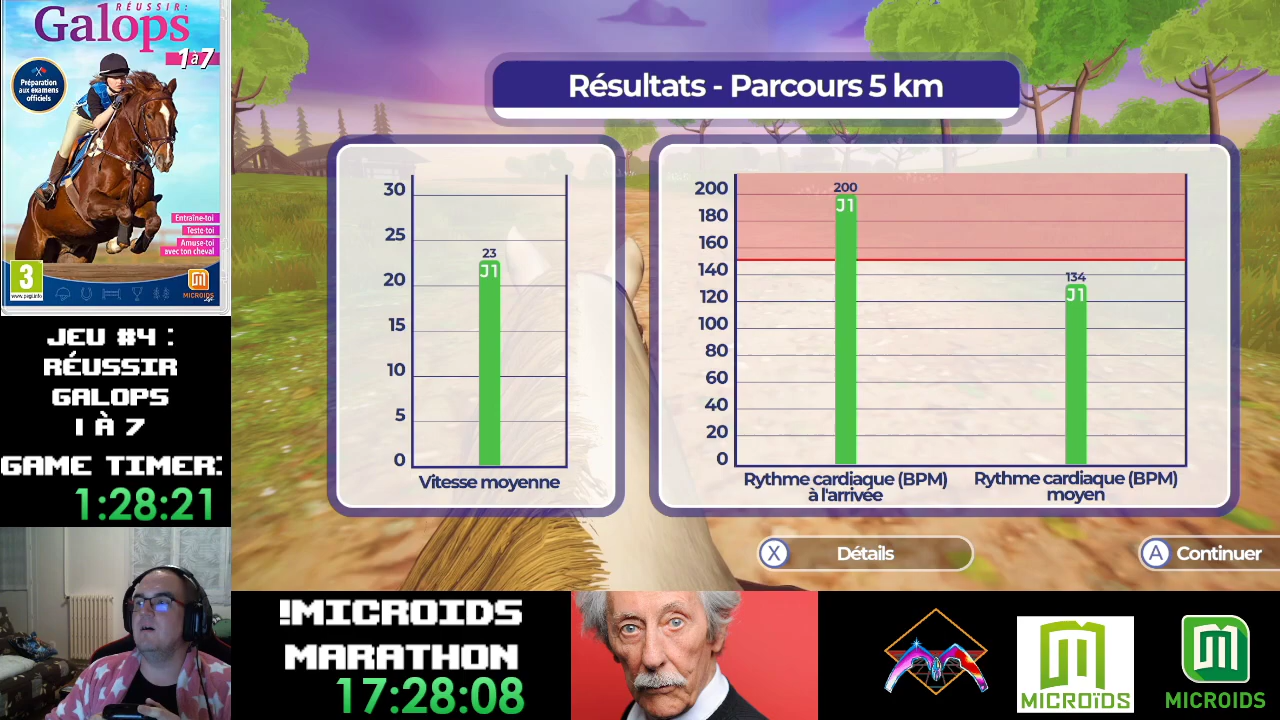 RÉUSSIR:
Galops
1 à 7
Préparation
aux examens
officiels
Entraîne-toi
Teste-toi
Amuse-toi
avec ton cheval
3
www.pegi.info
MICROIDS
JEU #4 :
RÉUSSIR
GALOPS
1 À 7
GAME TIMER:
1:28:21
Résultats - Parcours 5 km
30
25
20
15
10
5
0
23
J1
Vitesse moyenne
200
180
160
140
120
100
80
60
40
20
0
200
J1
134
J1
Rythme cardiaque (BPM)
à l'arrivée
Rythme cardiaque (BPM)
moyen
X Détails
A Continuer
!MICROIDS
MARATHON
17:28:08
MICROÏDS
MICROIDS